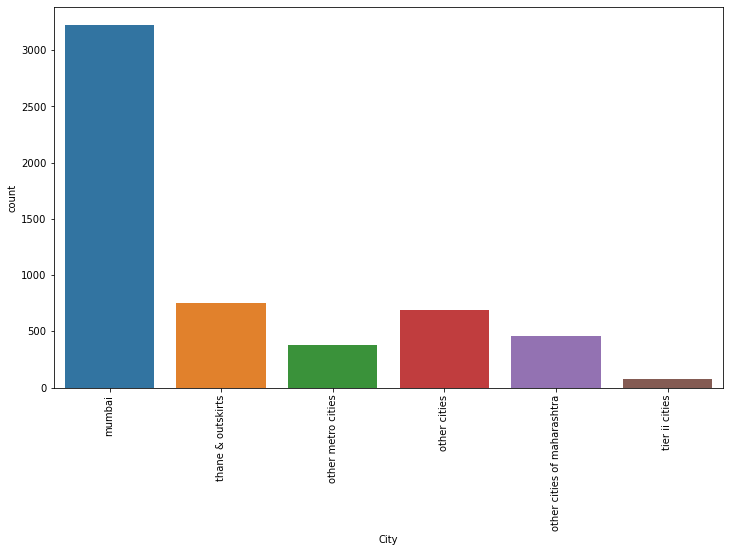 3000
2500
2000
1500
1000
500
0
count
mumbai
thane & outskirts
other metro cities
other cities
other cities of maharashtra
tier ii cities
City